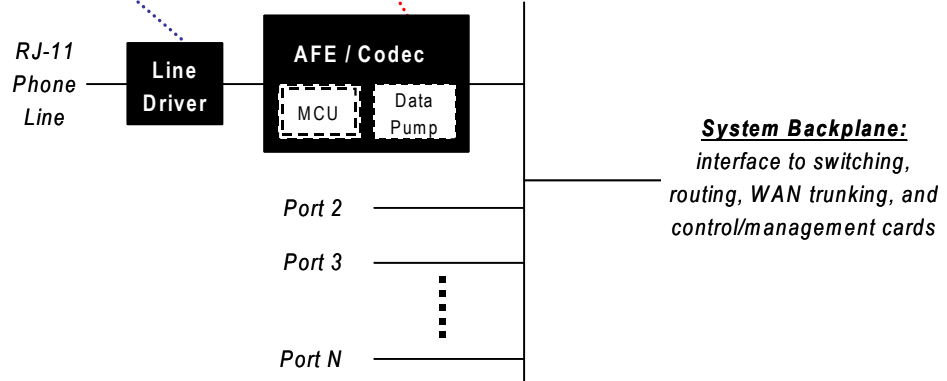 RJ-11
Phone
Line
Line
Driver
AFE / Codec
MCU
Data
Pump
System Backplane:
interface to switching,
routing, WAN trunking, and
control/management cards
Port 2
Port 3
Port N